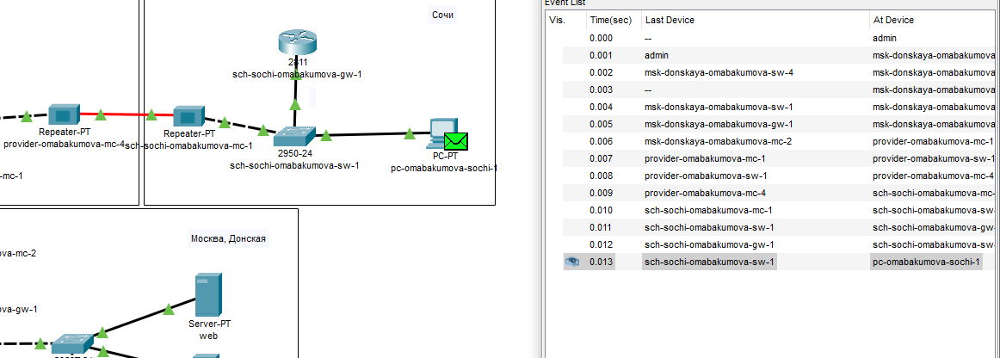 Сочи
2811
sch-sochi-omabakumova-gw-1
Repeater-PT
provider-omabakumova-mc-4
Repeater-PT
sch-sochi-omabakumova-mc-1
2950-24
sch-sochi-omabakumova-sw-1
PC-PT
pc-omabakumova-sochi-1
-mc-1
Москва, Донская
ova-mc-2
ova-gw-1
Server-PT
web
Event List
Vis. Time(sec) Last Device At Device
0.000 -- admin
0.001 admin msk-donskaya-omabakumova
0.002 msk-donskaya-omabakumova-sw-4 msk-donskaya-omabakumova
0.003 -- msk-donskaya-omabakumova
0.004 msk-donskaya-omabakumova-sw-1 msk-donskaya-omabakumova
0.005 msk-donskaya-omabakumova-gw-1 msk-donskaya-omabakumova
0.006 msk-donskaya-omabakumova-mc-2 provider-omabakumova-mc-1
0.007 provider-omabakumova-mc-1 provider-omabakumova-sw-1
0.008 provider-omabakumova-sw-1 provider-omabakumova-mc-4
0.009 provider-omabakumova-mc-4 sch-sochi-omabakumova-mc-
0.010 sch-sochi-omabakumova-mc-1 sch-sochi-omabakumova-sw-
0.011 sch-sochi-omabakumova-sw-1 sch-sochi-omabakumova-gw-
0.012 sch-sochi-omabakumova-gw-1 sch-sochi-omabakumova-sw-
0.013 sch-sochi-omabakumova-sw-1 pc-omabakumova-sochi-1